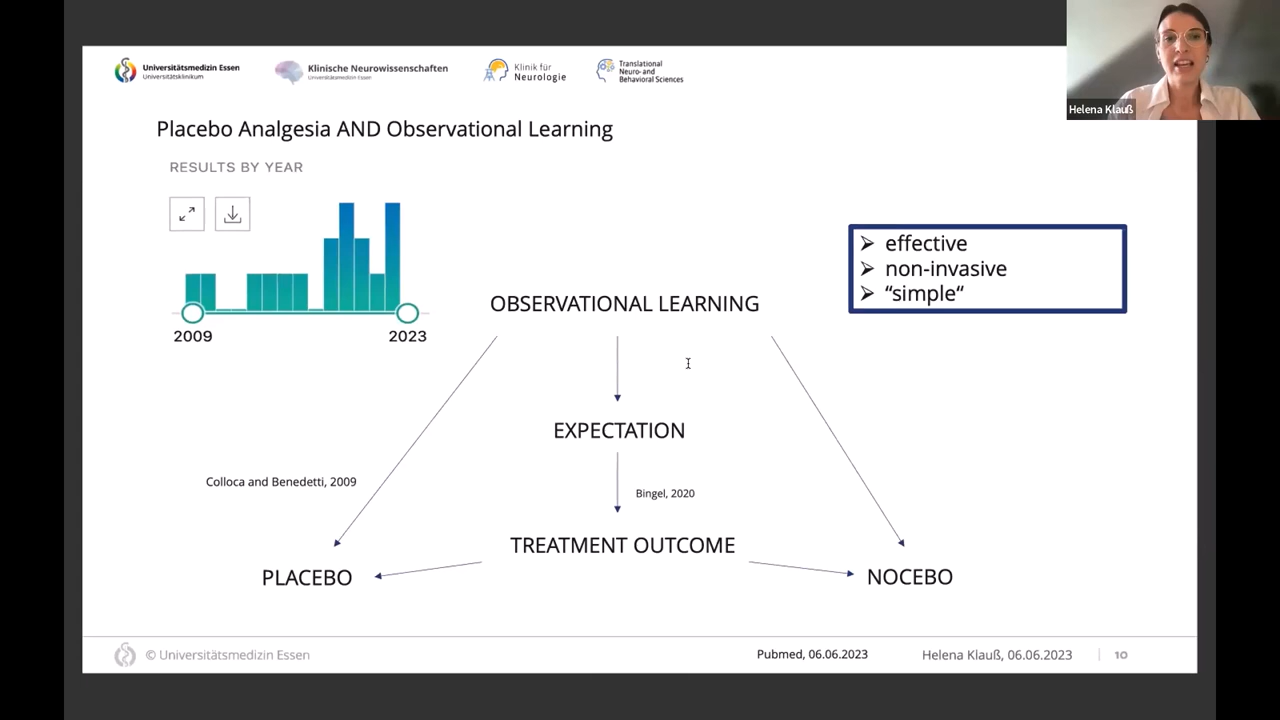 Universitätsmedizin Essen
Universitätsklinikum
Klinische Neurowissenschaften
Universitätsmedizin Essen
Klinik für
Neurologie
Translational
Neuro- and
Behavioral Sciences
Helena Klauß
Placebo Analgesia AND Observational Learning
RESULTS BY YEAR
2009
2023
effective
non-invasive
“simple“
OBSERVATIONAL LEARNING
EXPECTATION
Colloca and Benedetti, 2009
Bingel, 2020
TREATMENT OUTCOME
PLACEBO
NOCEBO
© Universitätsmedizin Essen
Pubmed, 06.06.2023
Helena Klauß, 06.06.2023
10